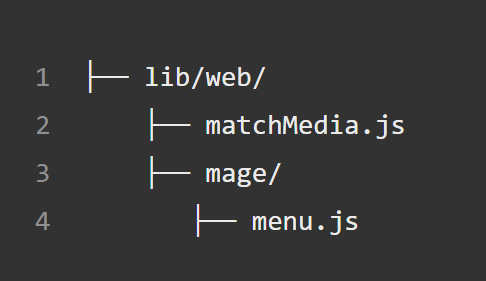 1 ├── lib/web/
2     ├── matchMedia.js
3     ├── mage/
4        ├── menu.js